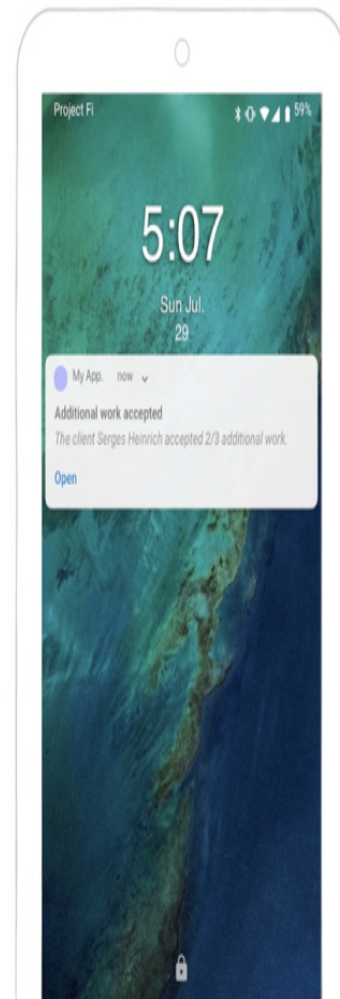 Project Fi 59%
5:07
Sun Jul.
29
My App. now
Additional work accepted
The client Serges Heinrich accepted 2/3 additional work.
Open